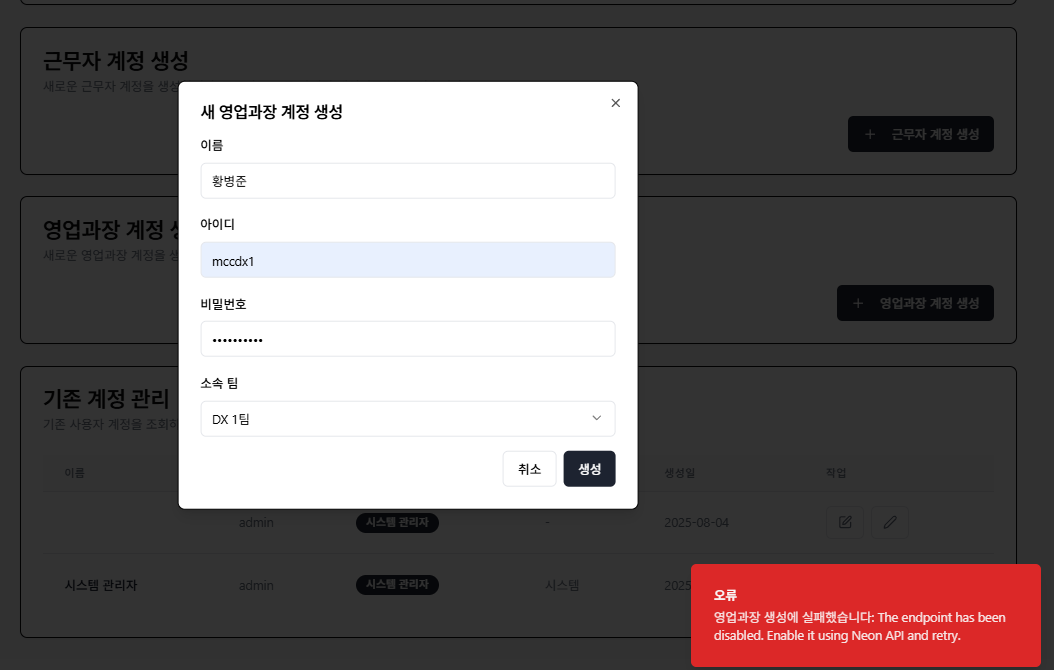 근무자 계정 생성
새로운 근무자 계정을 생성
+ 근무자 계정 생성
새 영업과장 계정 생성
×
이름
황병준
아이디
mccdx1
비밀번호
••••••••••
소속 팀
DX 1팀
취소
생성
영업과장 계정
새로운 영업과장 계정을 생
+ 영업과장 계정 생성
기존 계정 관리
기존 사용자 계정을 조회하
이름
생성일
작업
admin
시스템 관리자
-
2025-08-04
시스템 관리자
admin
시스템 관리자
시스템
2025
오류
영업과장 생성에 실패했습니다: The endpoint has been
disabled. Enable it using Neon API and retry.